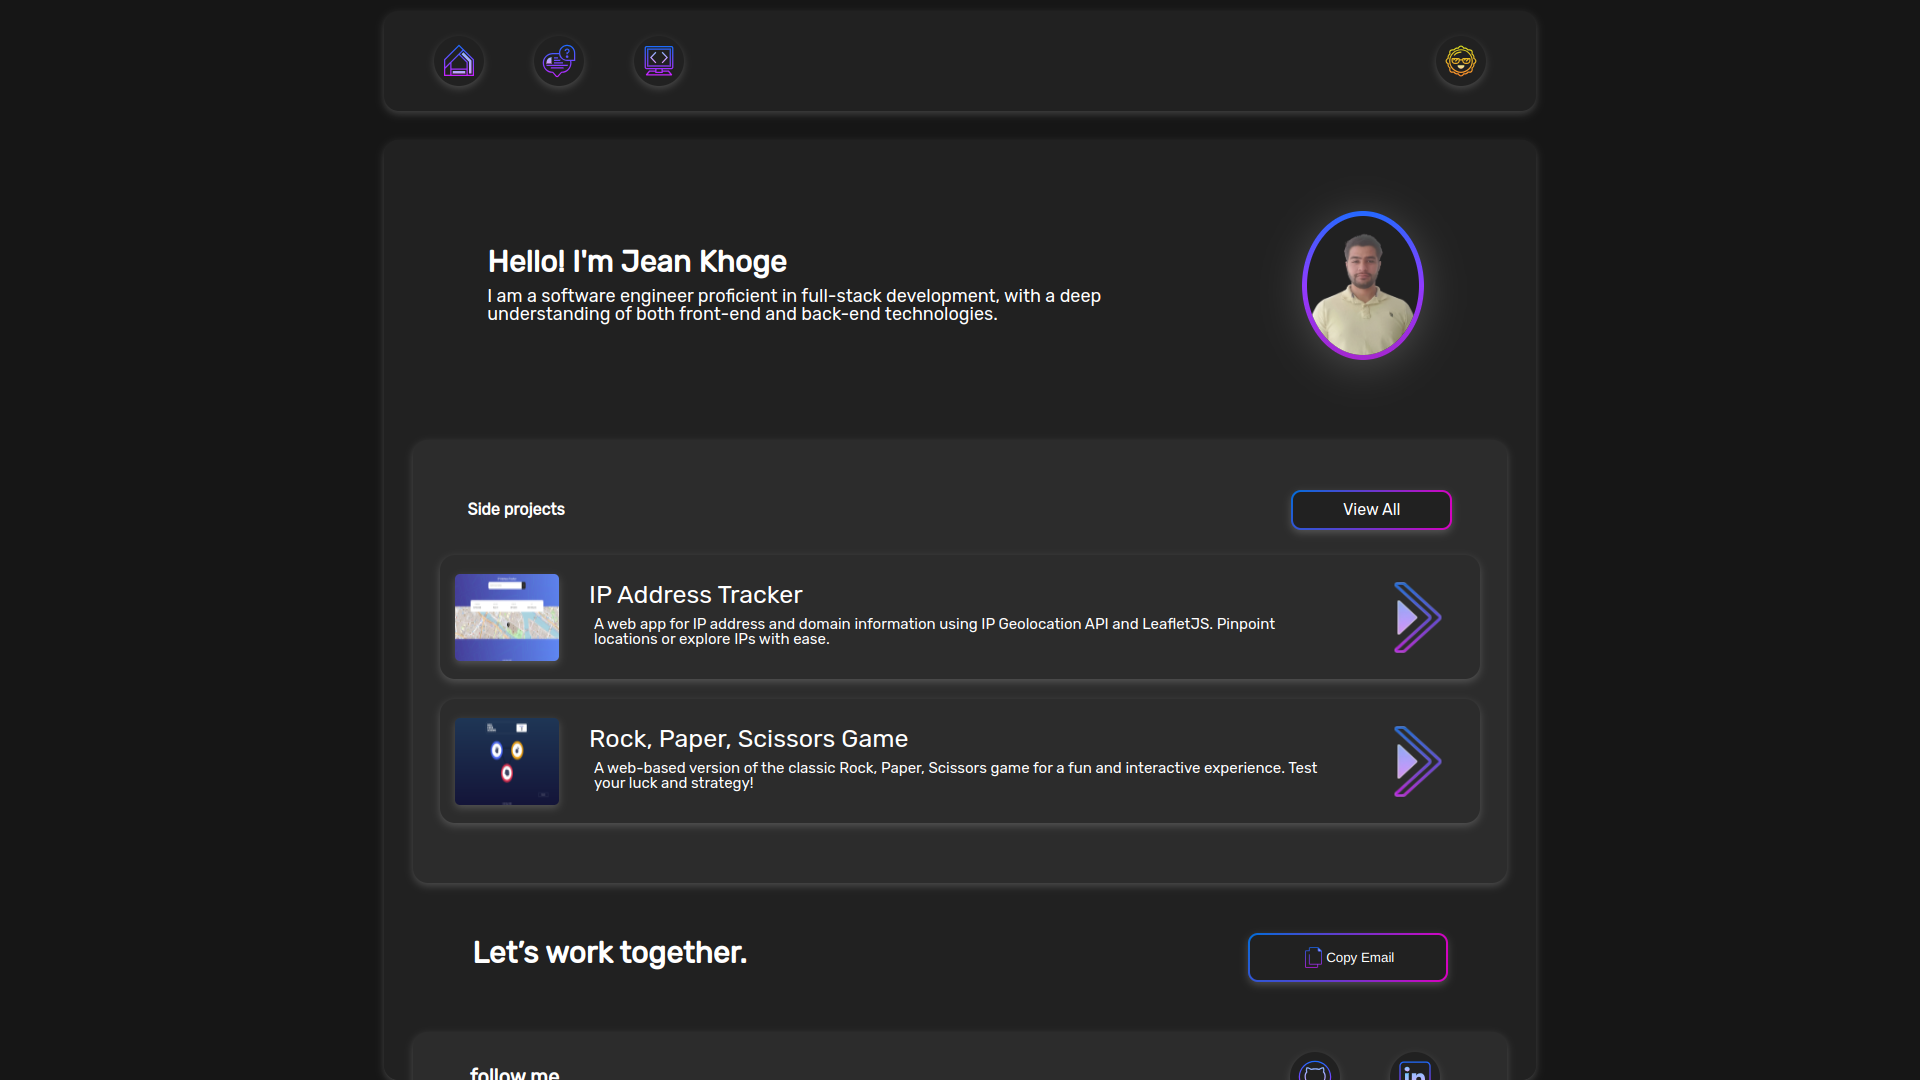 Hello! I'm Jean Khoge
I am a software engineer proficient in full-stack development, with a deep
understanding of both front-end and back-end technologies.
Side projects
View All
IP Address Tracker
A web app for IP address and domain information using IP Geolocation API and LeafletJS. Pinpoint
locations or explore IPs with ease.
Rock, Paper, Scissors Game
A web-based version of the classic Rock, Paper, Scissors game for a fun and interactive experience. Test
your luck and strategy!
Let’s work together.
Copy Email
follow me
in